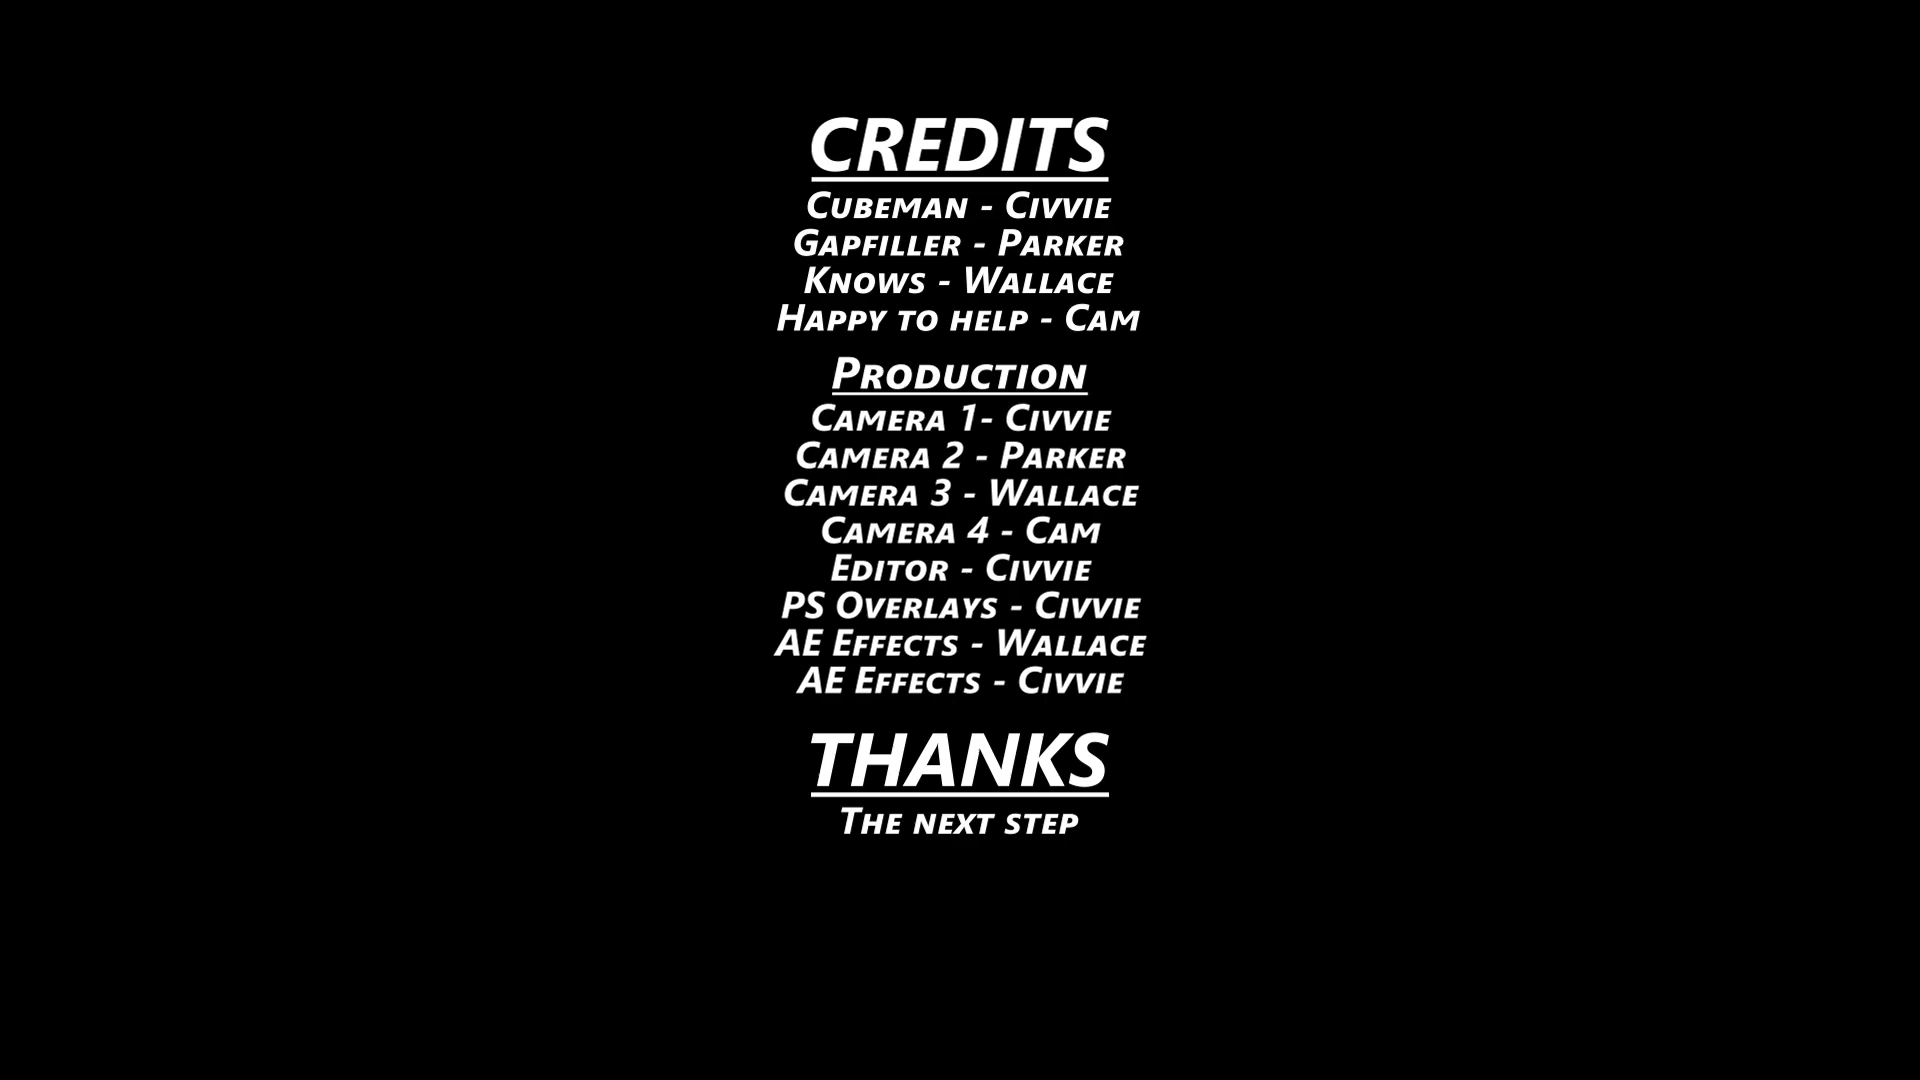 CREDITS
Cubeman - Civvie
Gapfiller - Parker
Knows - Wallace
Happy to help - Cam
Production
Camera 1- Civvie
Camera 2 - Parker
Camera 3 - Wallace
Camera 4 - Cam
Editor - Civvie
PS Overlays - Civvie
AE Effects - Wallace
AE Effects - Civvie
THANKS
The next step